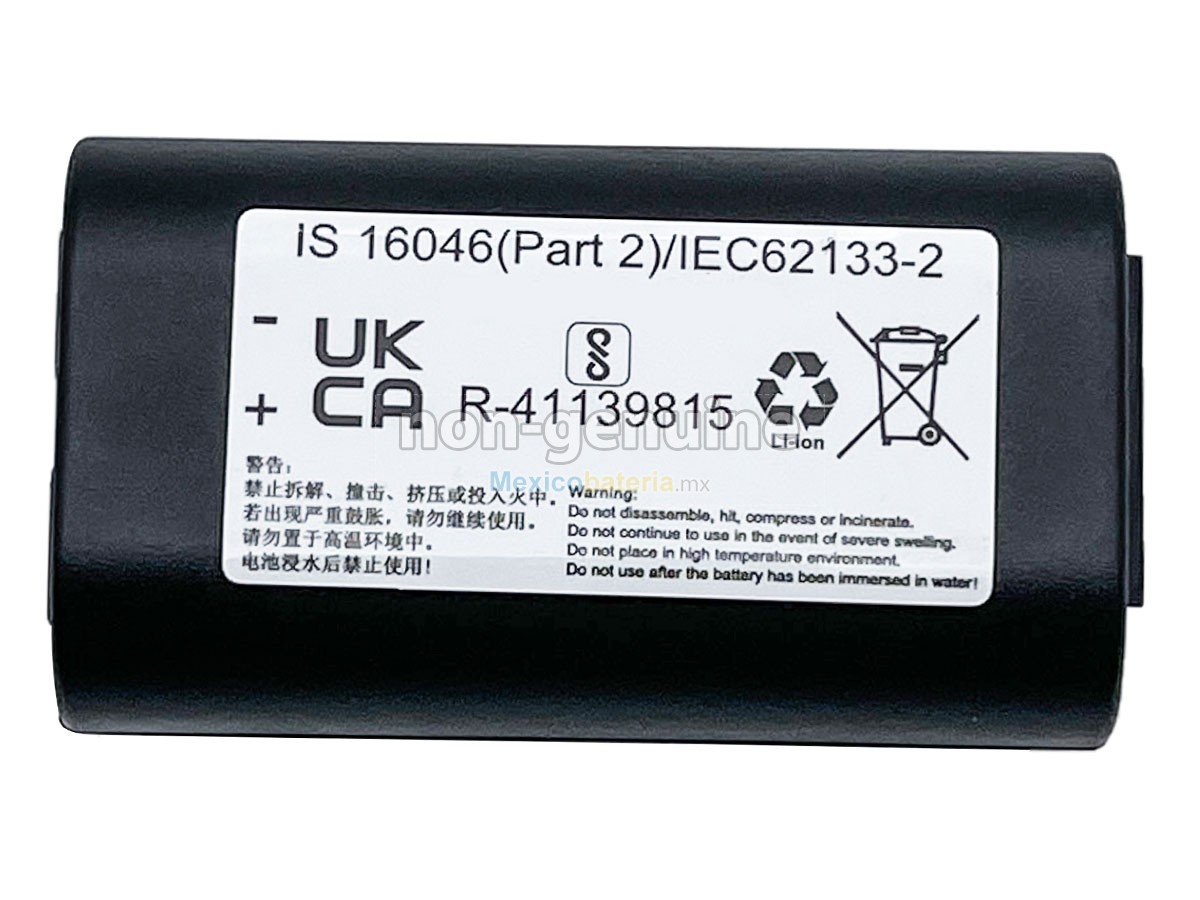 IS 16046(Part 2)/IEC62133-2
-
+
UK
CA
R-41139815
Li-ion
non-genuine
Mexicobateria.mx
警告：
禁止拆解、撞击、挤压或投入火中。
若出现严重鼓胀，请勿继续使用。
请勿置于高温环境中。
电池浸水后禁止使用！
Warning:
Do not disassemble, hit, compress or incinerate.
Do not continue to use in the event of severe swelling.
Do not place in high temperature environment.
Do not use after the battery has been immersed in water!